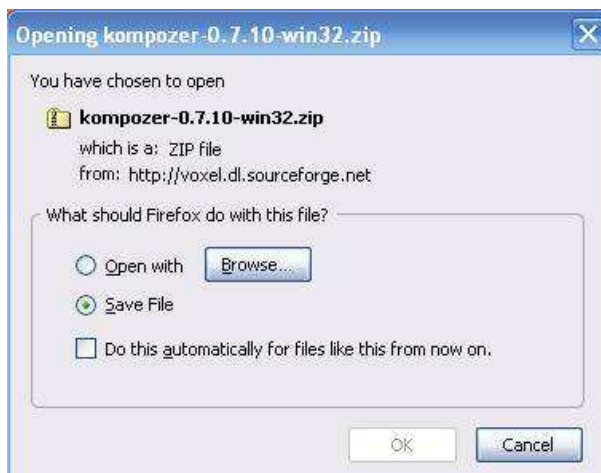 Opening kompozer-0.7.10-win32.zip
You have chosen to open
kompozer-0.7.10-win32.zip
which is a: ZIP file
from: http://voxel.dl.sourceforge.net
What should Firefox do with this file?
Open with Browse...
Save File
Do this automatically for files like this from now on.
OK Cancel